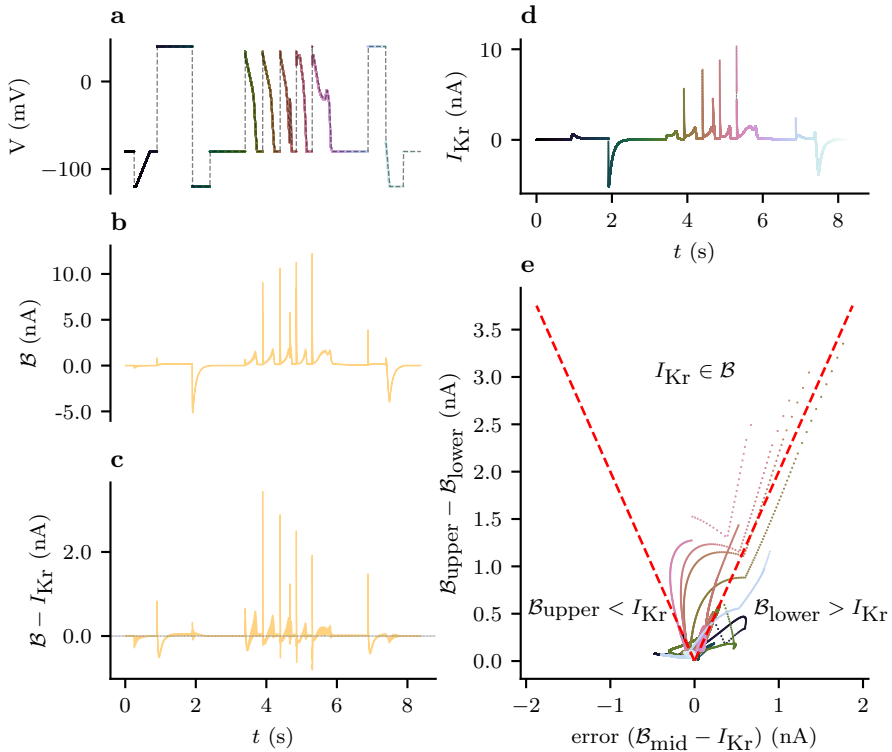 a
V (mV)
0
−100
b
ℬ (nA)
10.0
5.0
0.0
-5.0
c
ℬ − I_Kr (nA)
2.0
0.0
0 2 4 6 8
t (s)
d
I_Kr (nA)
10
0
−5
0 2 4 6 8
t (s)
e
ℬ_upper − ℬ_lower (nA)
3.5
3.0
2.5
2.0
1.5
1.0
0.5
0.0
I_Kr ∈ ℬ
ℬ_upper < I_Kr
ℬ_lower > I_Kr
−2 −1 0 1 2
error (ℬ_mid − I_Kr) (nA)